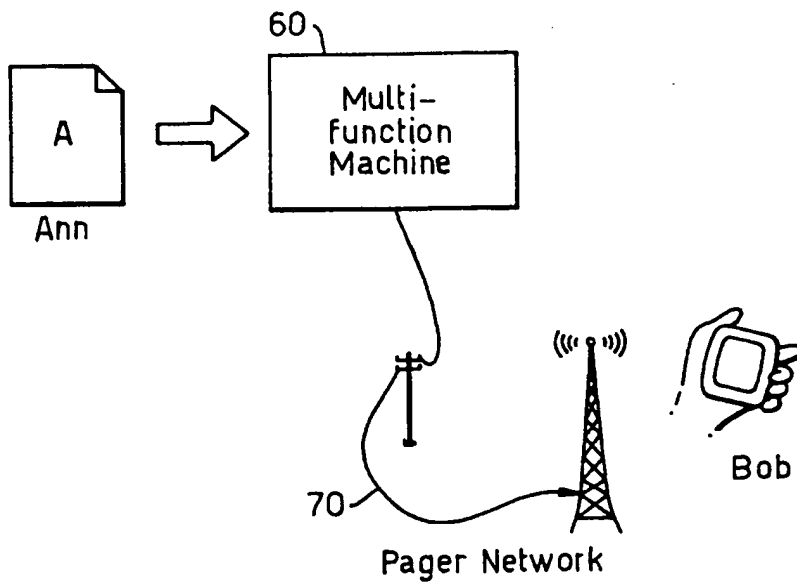 60
A
Multi-
function
Machine
Ann
70
Bob
Pager Network